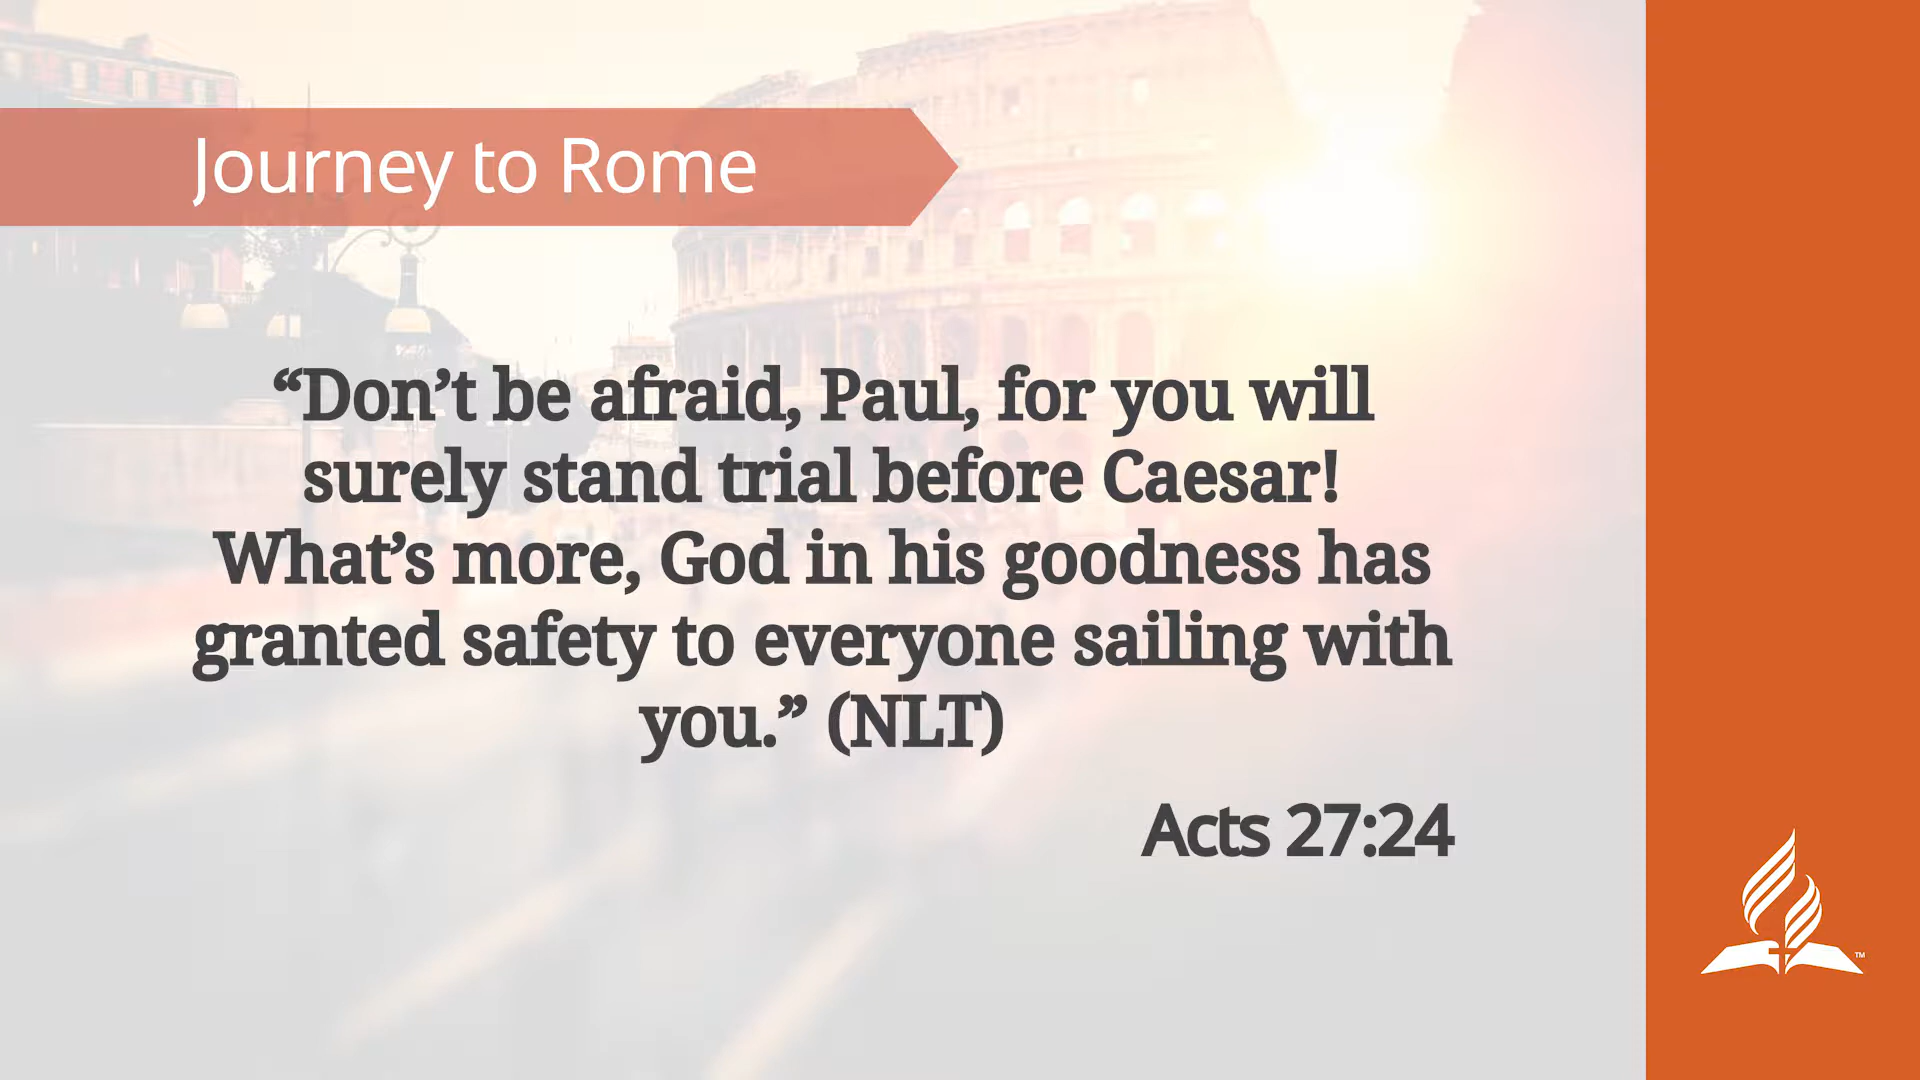 Journey to Rome
“Don’t be afraid, Paul, for you will
surely stand trial before Caesar!
What’s more, God in his goodness has
granted safety to everyone sailing with
you.” (NLT)
Acts 27:24
™